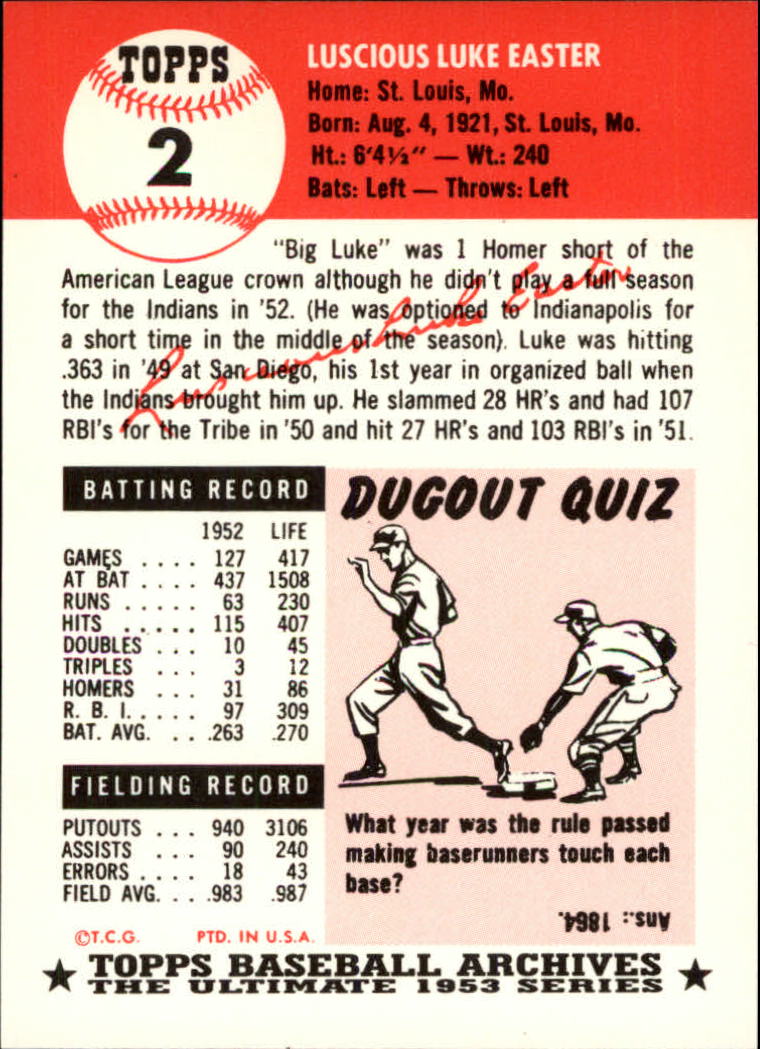 TOPPS
2
LUSCIOUS LUKE EASTER
Home: St. Louis, Mo.
Born: Aug. 4, 1921, St. Louis, Mo.
Ht.: 6'4½" — Wt.: 240
Bats: Left — Throws: Left
"Big Luke" was 1 Homer short of the
American League crown although he didn't play a full season
for the Indians in '52. (He was optioned to Indianapolis for
a short time in the middle of the season). Luke was hitting
.363 in '49 at San Diego, his 1st year in organized ball when
the Indians brought him up. He slammed 28 HR's and had 107
RBI's for the Tribe in '50 and hit 27 HR's and 103 RBI's in '51.
Luscious Luke Easter
BATTING RECORD
1952 LIFE
GAMES .... 127 417
AT BAT .... 437 1508
RUNS ..... 63 230
HITS ..... 115 407
DOUBLES ... 10 45
TRIPLES ... 3 12
HOMERS ... 31 86
R. B. I. .... 97 309
BAT. AVG. .. .263 .270
FIELDING RECORD
PUTOUTS ... 940 3106
ASSISTS ... 90 240
ERRORS .... 18 43
FIELD AVG. .. .983 .987
©T.C.G. PTD. IN U.S.A.
DUGOUT QUIZ
What year was the rule passed
making baserunners touch each
base?
Ans.: 1864.
TOPPS BASEBALL ARCHIVES
THE ULTIMATE 1953 SERIES